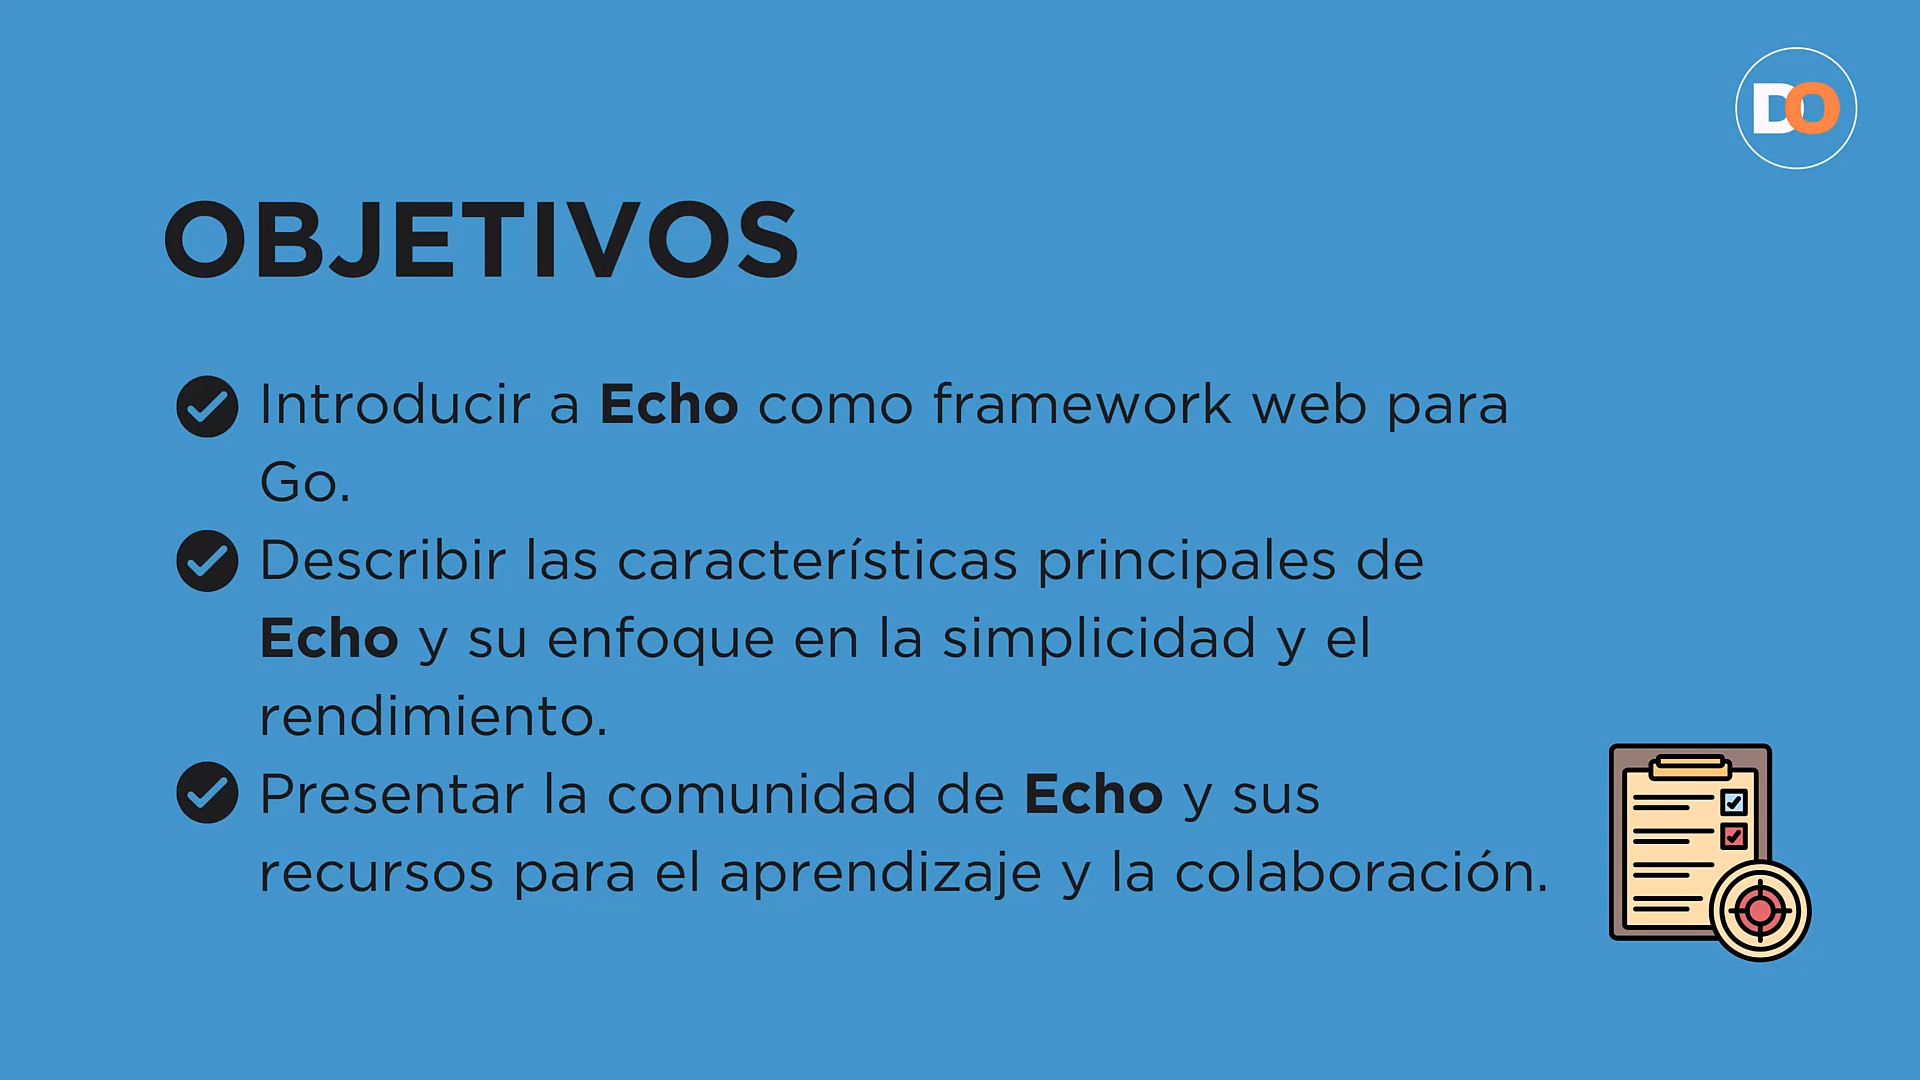 DO
OBJETIVOS
Introducir a Echo como framework web para
Go.
Describir las características principales de
Echo y su enfoque en la simplicidad y el
rendimiento.
Presentar la comunidad de Echo y sus
recursos para el aprendizaje y la colaboración.